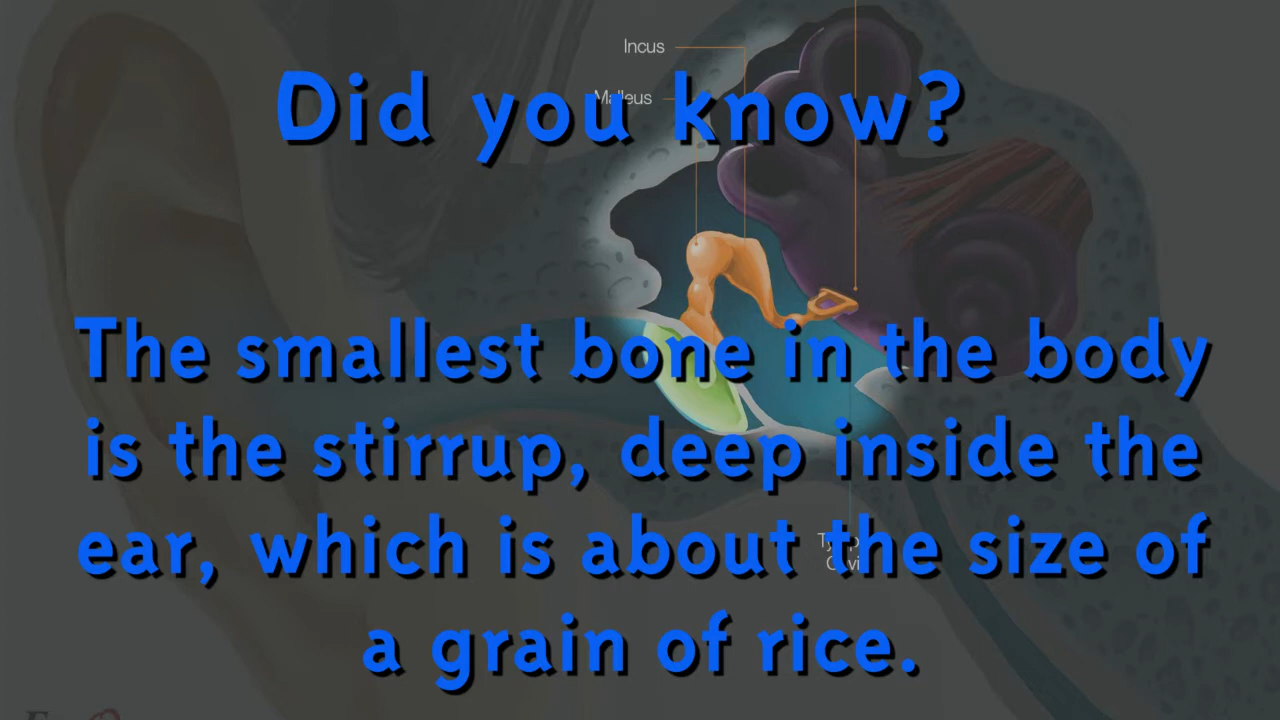 Incus
Malleus
Did you know?
The smallest bone in the body
is the stirrup, deep inside the
ear, which is about the size of
a grain of rice.